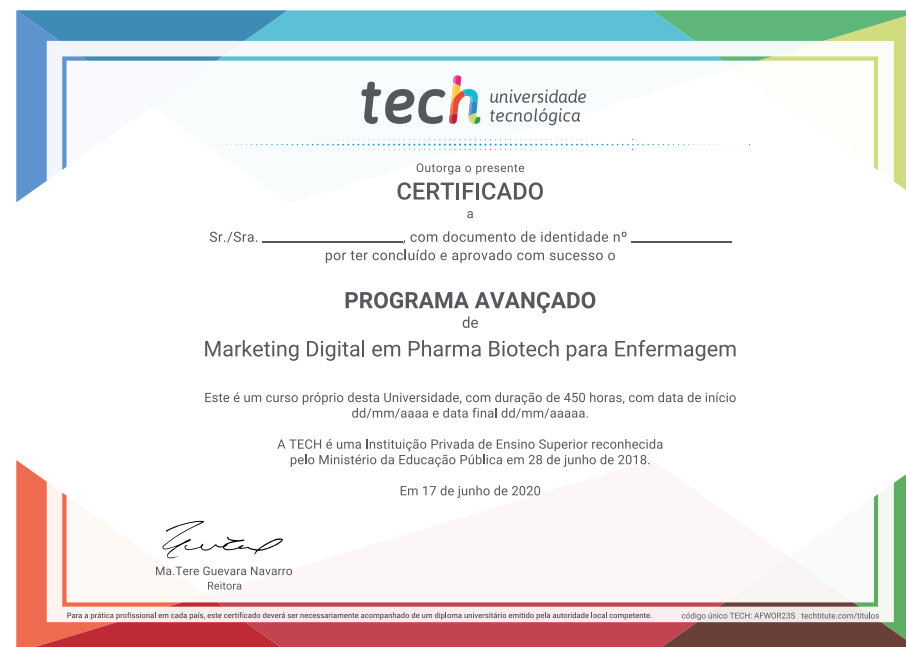 tech universidade
tecnológica
Outorga o presente
CERTIFICADO
a
Sr./Sra. ____________, com documento de identidade nº ____________
por ter concluído e aprovado com sucesso o
PROGRAMA AVANÇADO
de
Marketing Digital em Pharma Biotech para Enfermagem
Este é um curso próprio desta Universidade, com duração de 450 horas, com data de início
dd/mm/aaaa e data final dd/mm/aaaaa.
A TECH é uma Instituição Privada de Ensino Superior reconhecida
pelo Ministério da Educação Pública em 28 de junho de 2018.
Em 17 de junho de 2020
Ma.Tere Guevara Navarro
Reitora
Para a prática profissional em cada país, este certificado deverá ser necessariamente acompanhado de um diploma universitário emitido pela autoridade local competente. código único TECH: AFWOR23S techtitute.com/titulos